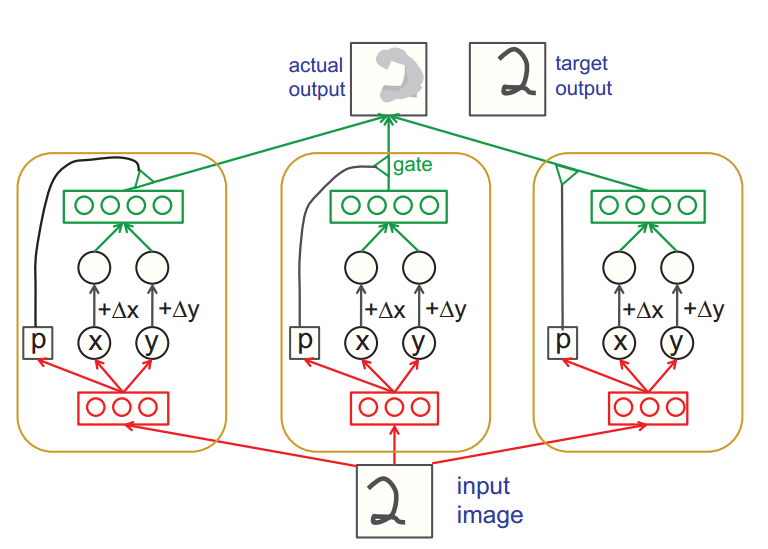 actual
output
target
output
gate
+Δx
+Δy
+Δx
+Δy
+Δx
+Δy
p
x
y
p
x
y
p
x
y
input
image